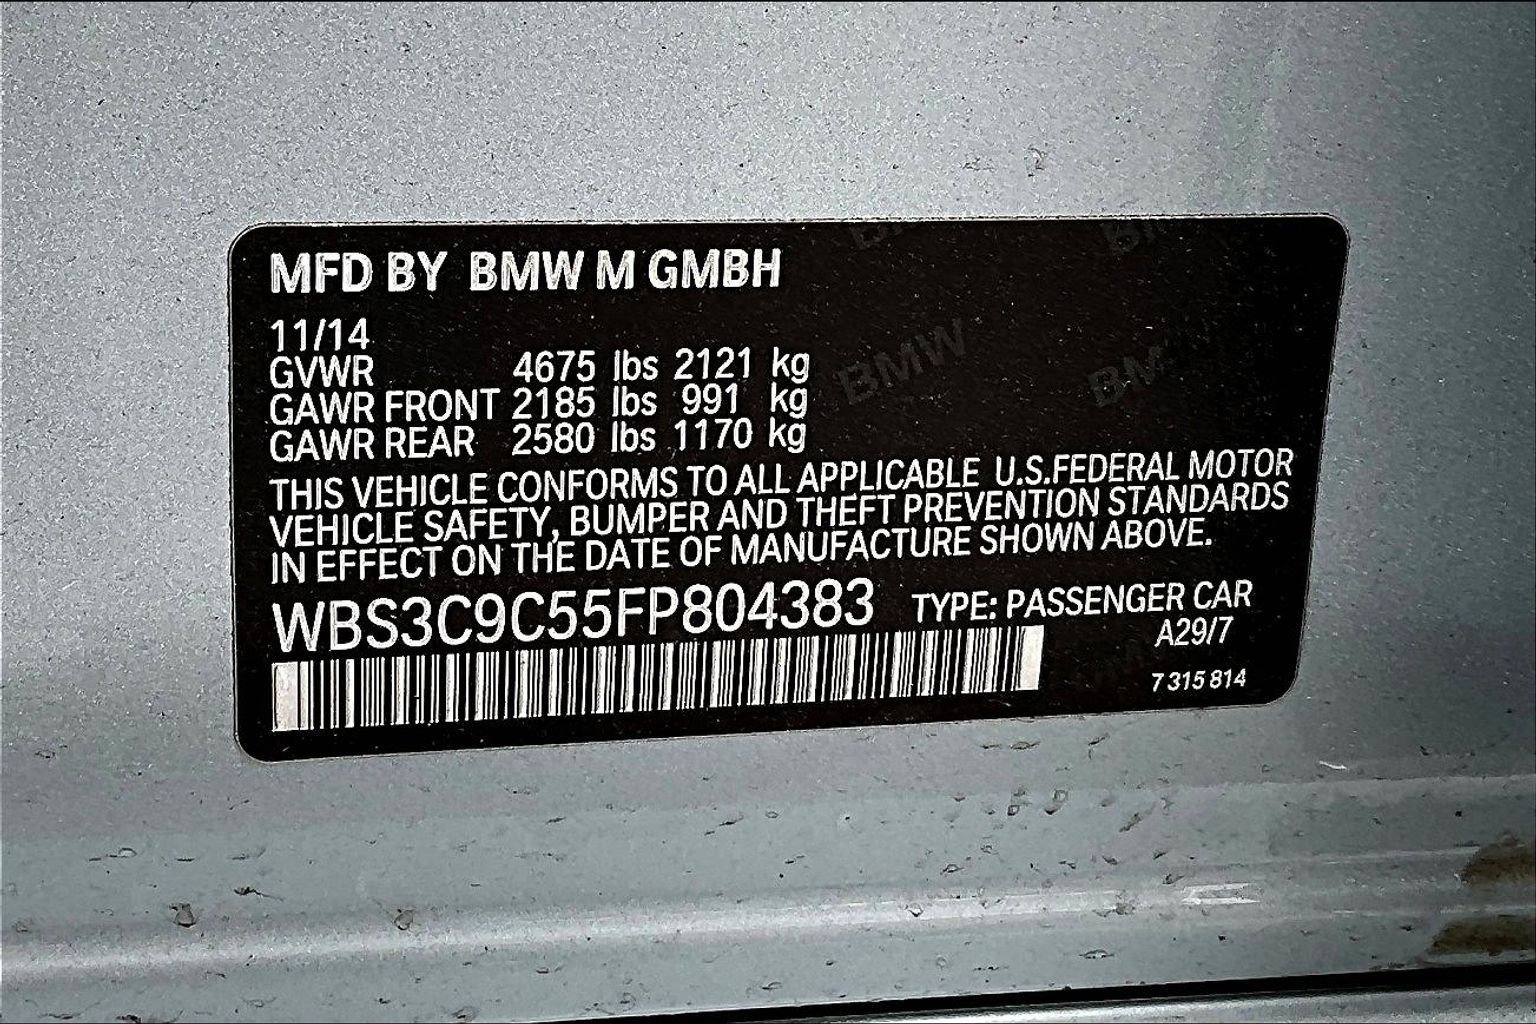 MFD BY BMW M GMBH
11/14
GVWR 4675 lbs 2121 kg
GAWR FRONT 2185 lbs 991 kg
GAWR REAR 2580 lbs 1170 kg
THIS VEHICLE CONFORMS TO ALL APPLICABLE U.S.FEDERAL MOTOR
VEHICLE SAFETY, BUMPER AND THEFT PREVENTION STANDARDS
IN EFFECT ON THE DATE OF MANUFACTURE SHOWN ABOVE.
WBS3C9C55FP804383 TYPE: PASSENGER CAR
A29/7
7 315 814
BMW